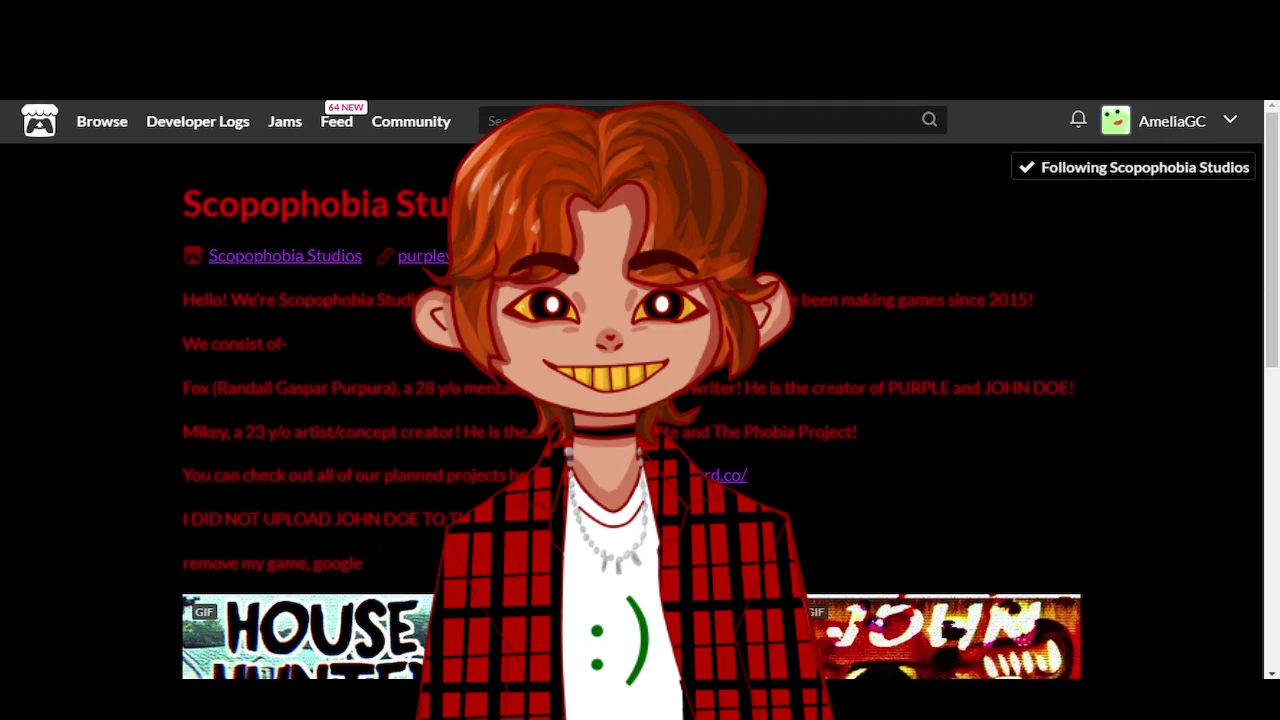 64 NEW
Browse Developer Logs Jams Feed Community AmeliaGC
Following Scopophobia Studios
Scopophobia
Scopophobia Studios
Hello! We're Scopophobia been making games since 2015!
We consist of-
Fox (Randall Gaspar Purpura), a 28 y/o writer! He is the creator of PURPLE and JOHN DOE!
Mikey, a 23 y/o artist/concept creator! He is the and The Phobia Project!
You can check out all of our planned projects rd.co/
I DID NOT UPLOAD JOHN DOE TO
remove my game, google
GIF HOUSE GIF JOHN
:)